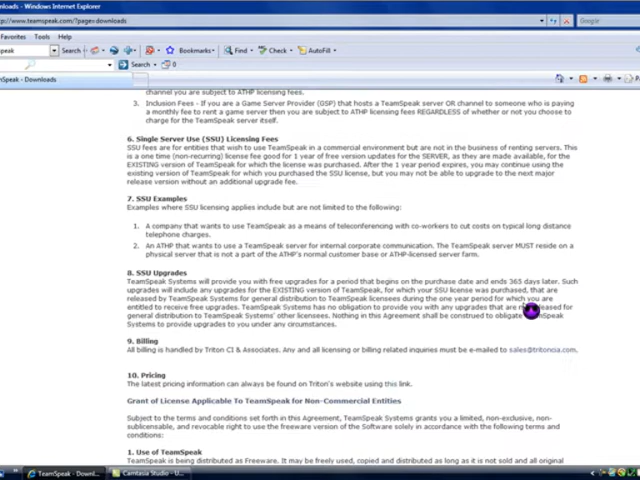 nloads - Windows Internet Explorer
http://www.teamspeak.com/?page=downloads
Google
Favorites Tools Help
peak Search Bookmarks Find Check AutoFill
Search 0
mSpeak - Downloads
channel you are subject to ATHP licensing fees.
3. Inclusion Fees - If you are a Game Server Provider (GSP) that hosts a TeamSpeak server OR channel to someone who is paying
a monthly fee to rent a game server then you are subject to ATHP licensing fees REGARDLESS of whether or not you choose to
charge for the TeamSpeak server itself.
6. Single Server Use (SSU) Licensing Fees
SSU fees are for entities that wish to use TeamSpeak in a commercial environment but are not in the business of renting servers. This
is a one time (non-recurring) license fee good for 1 year of free version updates for the SERVER, as they are made available, for the
EXISTING version of TeamSpeak for which the license was purchased. After the 1 year period expires, you may continue using the
existing version of TeamSpeak for which you purchased the SSU license, but you may not be able to upgrade to the next major
release version without an additional upgrade fee.
7. SSU Examples
Examples where SSU licensing applies include but are not limited to the following:
1. A company that wants to use TeamSpeak as a means of teleconferencing with co-workers to cut costs on typical long distance
telephone charges.
2. An ATHP that wants to use a TeamSpeak server for internal corporate communication. The TeamSpeak server MUST reside on a
physical server that is not a part of the ATHP's normal customer base or ATHP-licensed server farm.
8. SSU Upgrades
TeamSpeak Systems will provide you with free upgrades for a period that begins on the purchase date and ends 365 days later. Such
upgrades will include any upgrades for the EXISTING version of TeamSpeak, for which your SSU license was purchased, that are
released by TeamSpeak Systems for general distribution to TeamSpeak licensees during the one year period for which you are
entitled to receive free upgrades. TeamSpeak Systems has no obligation to provide you with any upgrades that are not released for
general distribution to TeamSpeak Systems' other licensees. Nothing in this Agreement shall be construed to obligate TeamSpeak
Systems to provide upgrades to you under any circumstances.
9. Billing
All billing is handled by Triton CI & Associates. Any and all licensing or billing related inquiries must be e-mailed to sales@tritoncia.com.
10. Pricing
The latest pricing information can always be found on Triton's website using this link.
Grant of License Applicable To TeamSpeak for Non-Commercial Entities
Subject to the terms and conditions set forth in this Agreement, TeamSpeak Systems grants you a limited, non-exclusive, non-
sublicensable, and revocable right to use the freeware version of the Software solely in accordance with the following terms and
conditions:
1. Use of TeamSpeak
TeamSpeak is being distributed as Freeware. It may be freely used, copied and distributed as long as it is not sold and all original
TeamSpeak - Downl... Camtasia Studio - U...